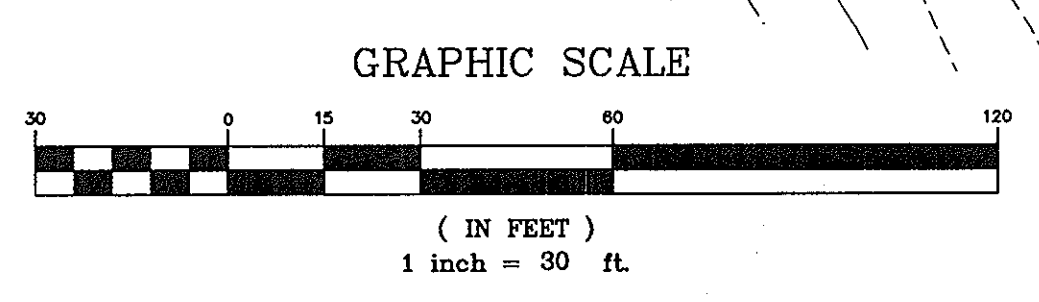 GRAPHIC SCALE
30 0 15 30 60 120
( IN FEET )
1 inch = 30 ft.